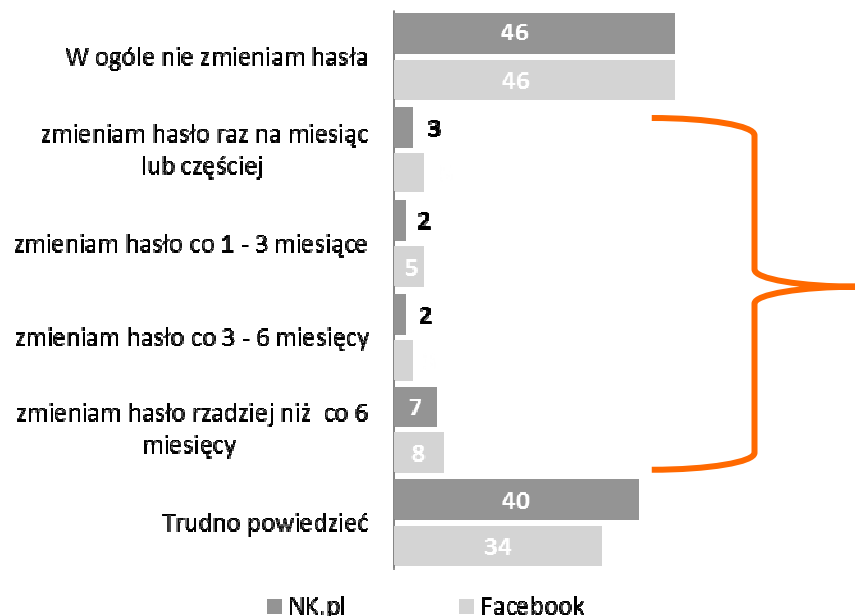 W ogóle nie zmieniam hasła
46
46
zmieniam hasło raz na miesiąc
lub częściej
3
zmieniam hasło co 1 - 3 miesiące
2
5
zmieniam hasło co 3 - 6 miesięcy
2
zmieniam hasło rzadziej niż co 6
miesięcy
7
8
Trudno powiedzieć
40
34
NK.pl
Facebook